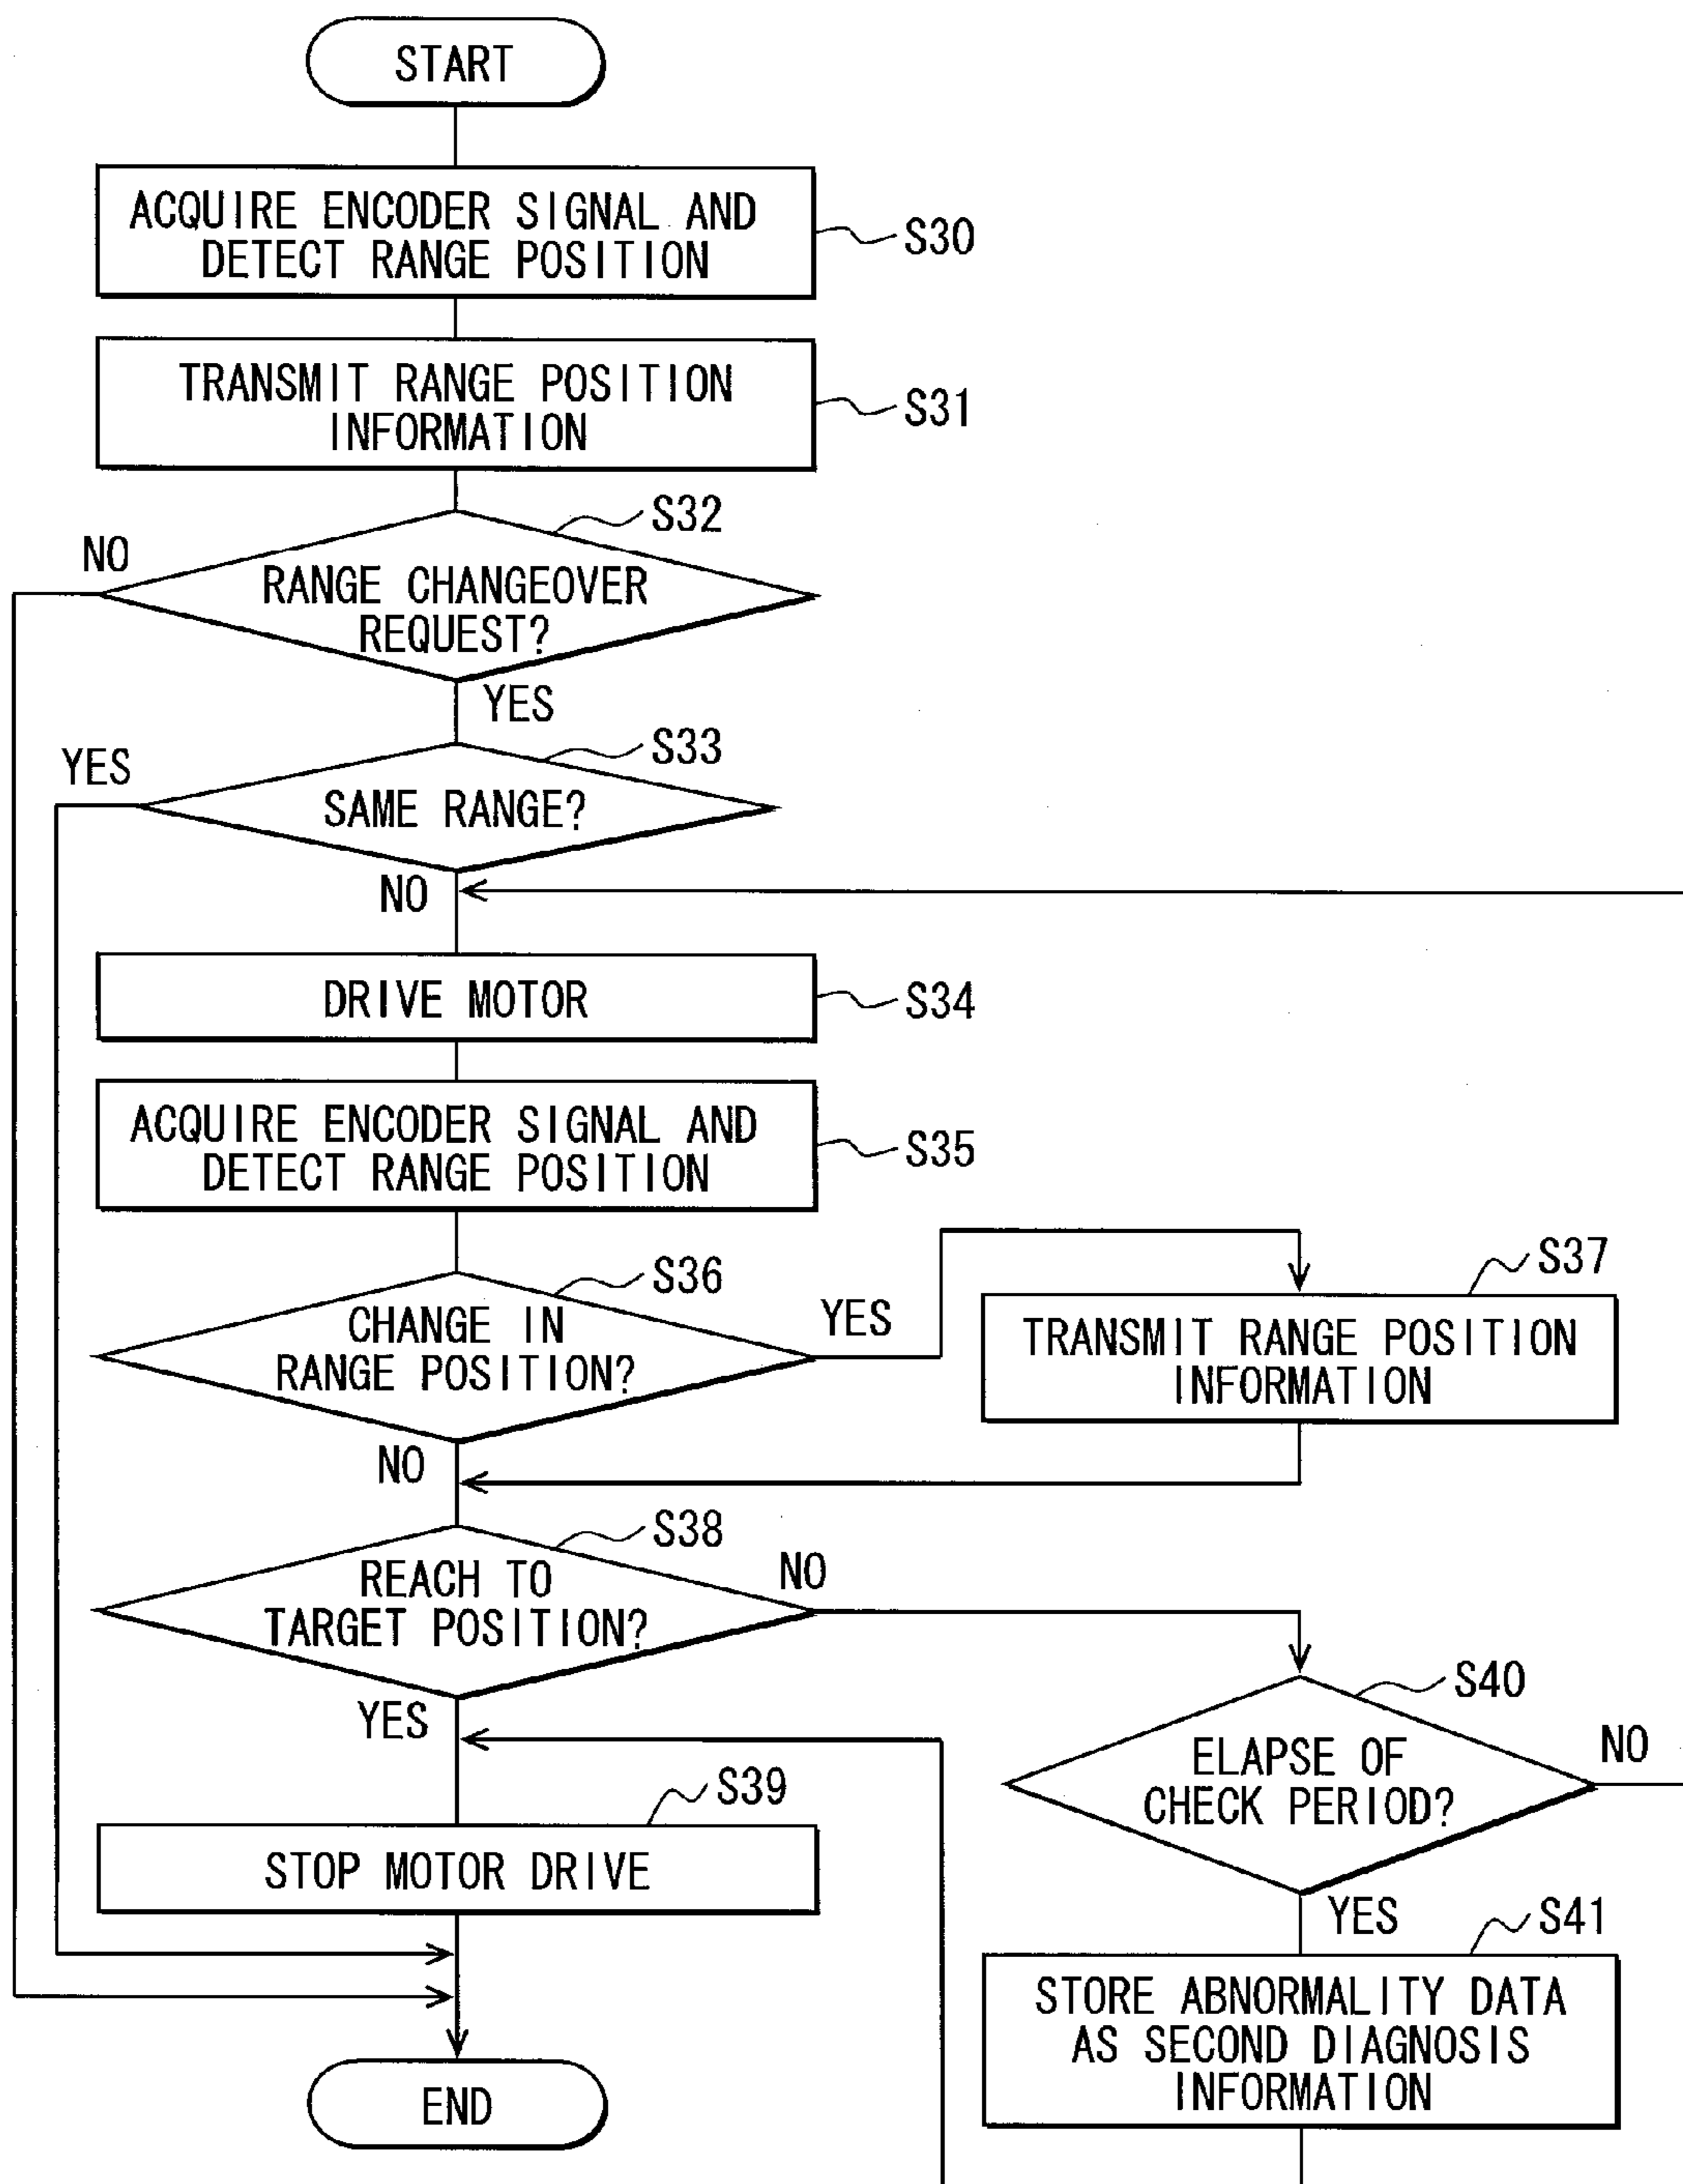 START
ACQUIRE ENCODER SIGNAL AND
DETECT RANGE POSITION
S30
TRANSMIT RANGE POSITION
INFORMATION
S31
S32
NO
RANGE CHANGEOVER
REQUEST?
YES
S33
YES
SAME RANGE?
NO
DRIVE MOTOR
S34
ACQUIRE ENCODER SIGNAL AND
DETECT RANGE POSITION
S35
S36
CHANGE IN
RANGE POSITION?
YES
S37
TRANSMIT RANGE POSITION
INFORMATION
NO
S38
REACH TO
TARGET POSITION?
NO
YES
S40
ELAPSE OF
CHECK PERIOD?
NO
S39
STOP MOTOR DRIVE
YES
S41
STORE ABNORMALITY DATA
AS SECOND DIAGNOSIS
INFORMATION
END